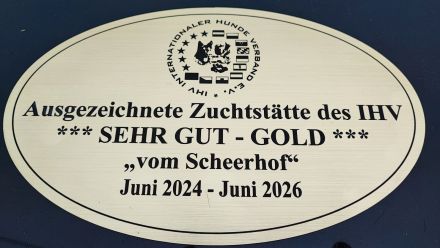 INTERNATIONALER HUNDE VERBAND E.V. * IHV
Ausgezeichnete Zuchtstätte des IHV
*** SEHR GUT - GOLD ***
„vom Scheerhof“
Juni 2024 - Juni 2026